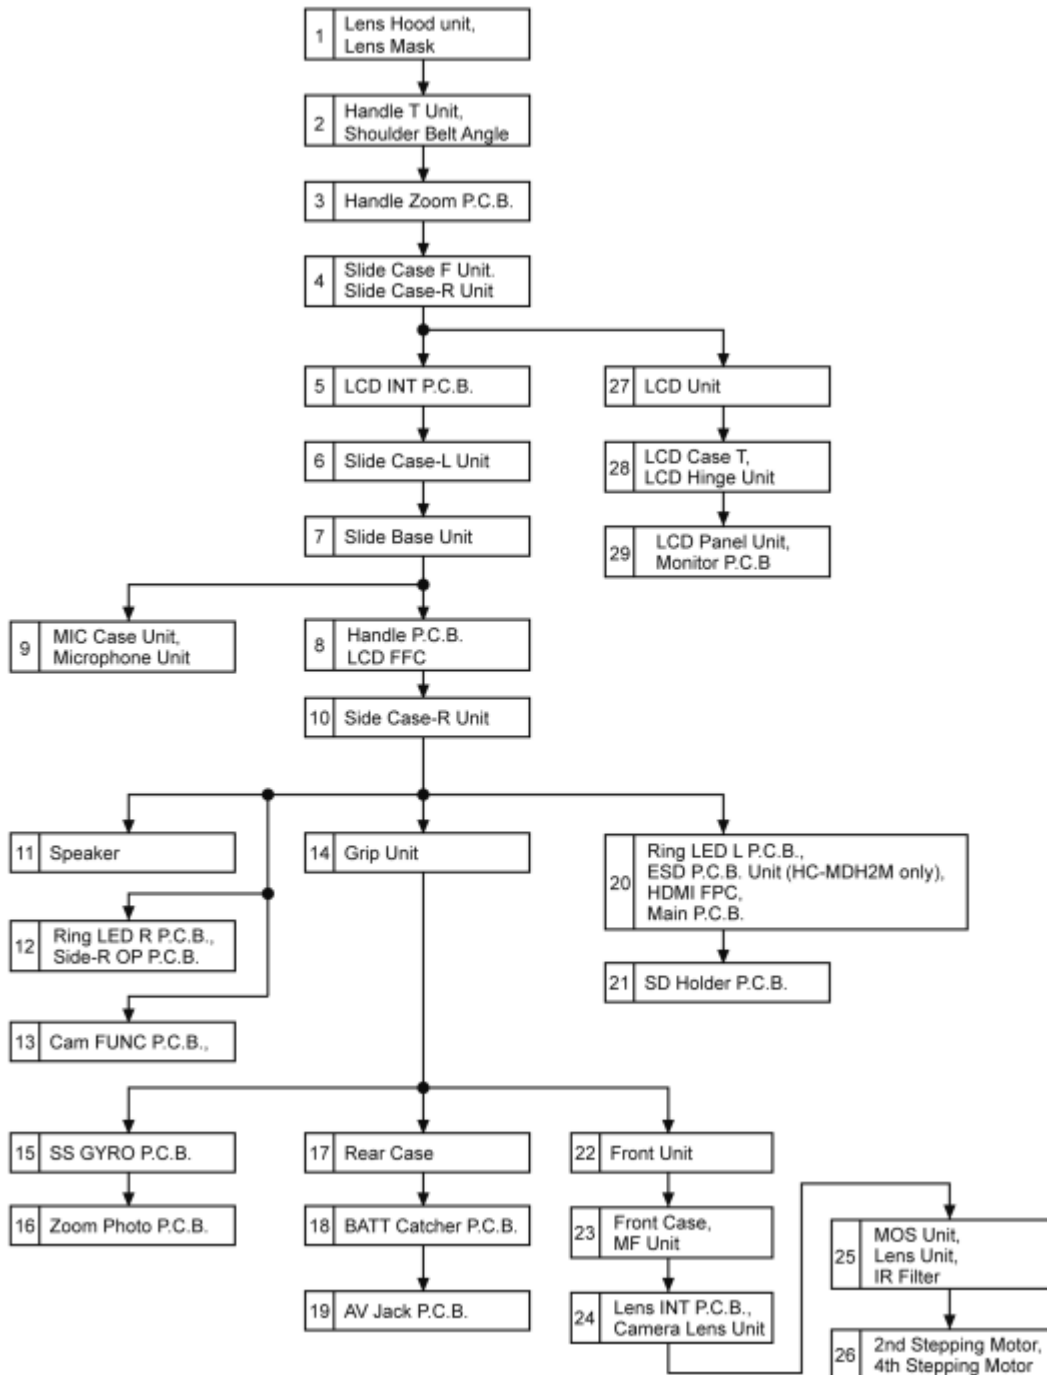 1 Lens Hood unit,
Lens Mask
2 Handle T Unit,
Shoulder Belt Angle
3 Handle Zoom P.C.B.
4 Slide Case F Unit.
Slide Case-R Unit
5 LCD INT P.C.B.
27 LCD Unit
6 Slide Case-L Unit
28 LCD Case T,
LCD Hinge Unit
7 Slide Base Unit
29 LCD Panel Unit,
Monitor P.C.B
9 MIC Case Unit,
Microphone Unit
8 Handle P.C.B.
LCD FFC
10 Side Case-R Unit
11 Speaker
14 Grip Unit
20 Ring LED L P.C.B.,
ESD P.C.B. Unit (HC-MDH2M only),
HDMI FPC,
Main P.C.B.
12 Ring LED R P.C.B.,
Side-R OP P.C.B.
21 SD Holder P.C.B.
13 Cam FUNC P.C.B.,
15 SS GYRO P.C.B.
17 Rear Case
22 Front Unit
16 Zoom Photo P.C.B.
18 BATT Catcher P.C.B.
23 Front Case,
MF Unit
25 MOS Unit,
Lens Unit,
IR Filter
19 AV Jack P.C.B.
24 Lens INT P.C.B.,
Camera Lens Unit
26 2nd Stepping Motor,
4th Stepping Motor